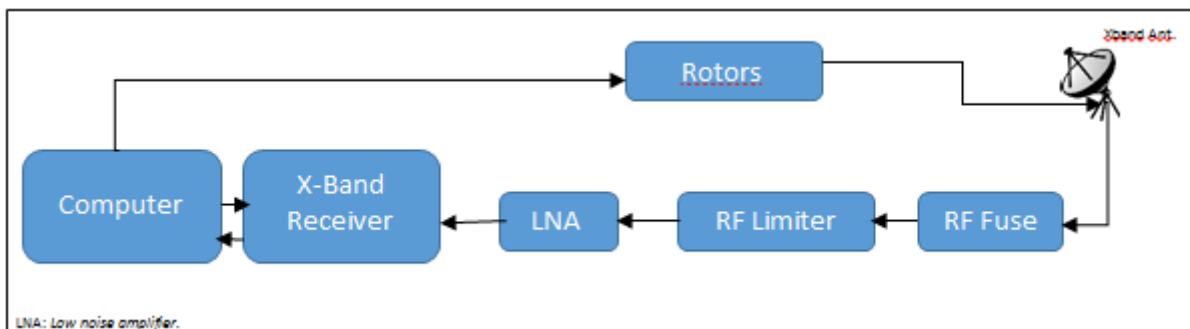 Xband Ant.
Rotors
Computer
X-Band
Receiver
LNA
RF Limiter
RF Fuse
LNA: Low noise amplifier.